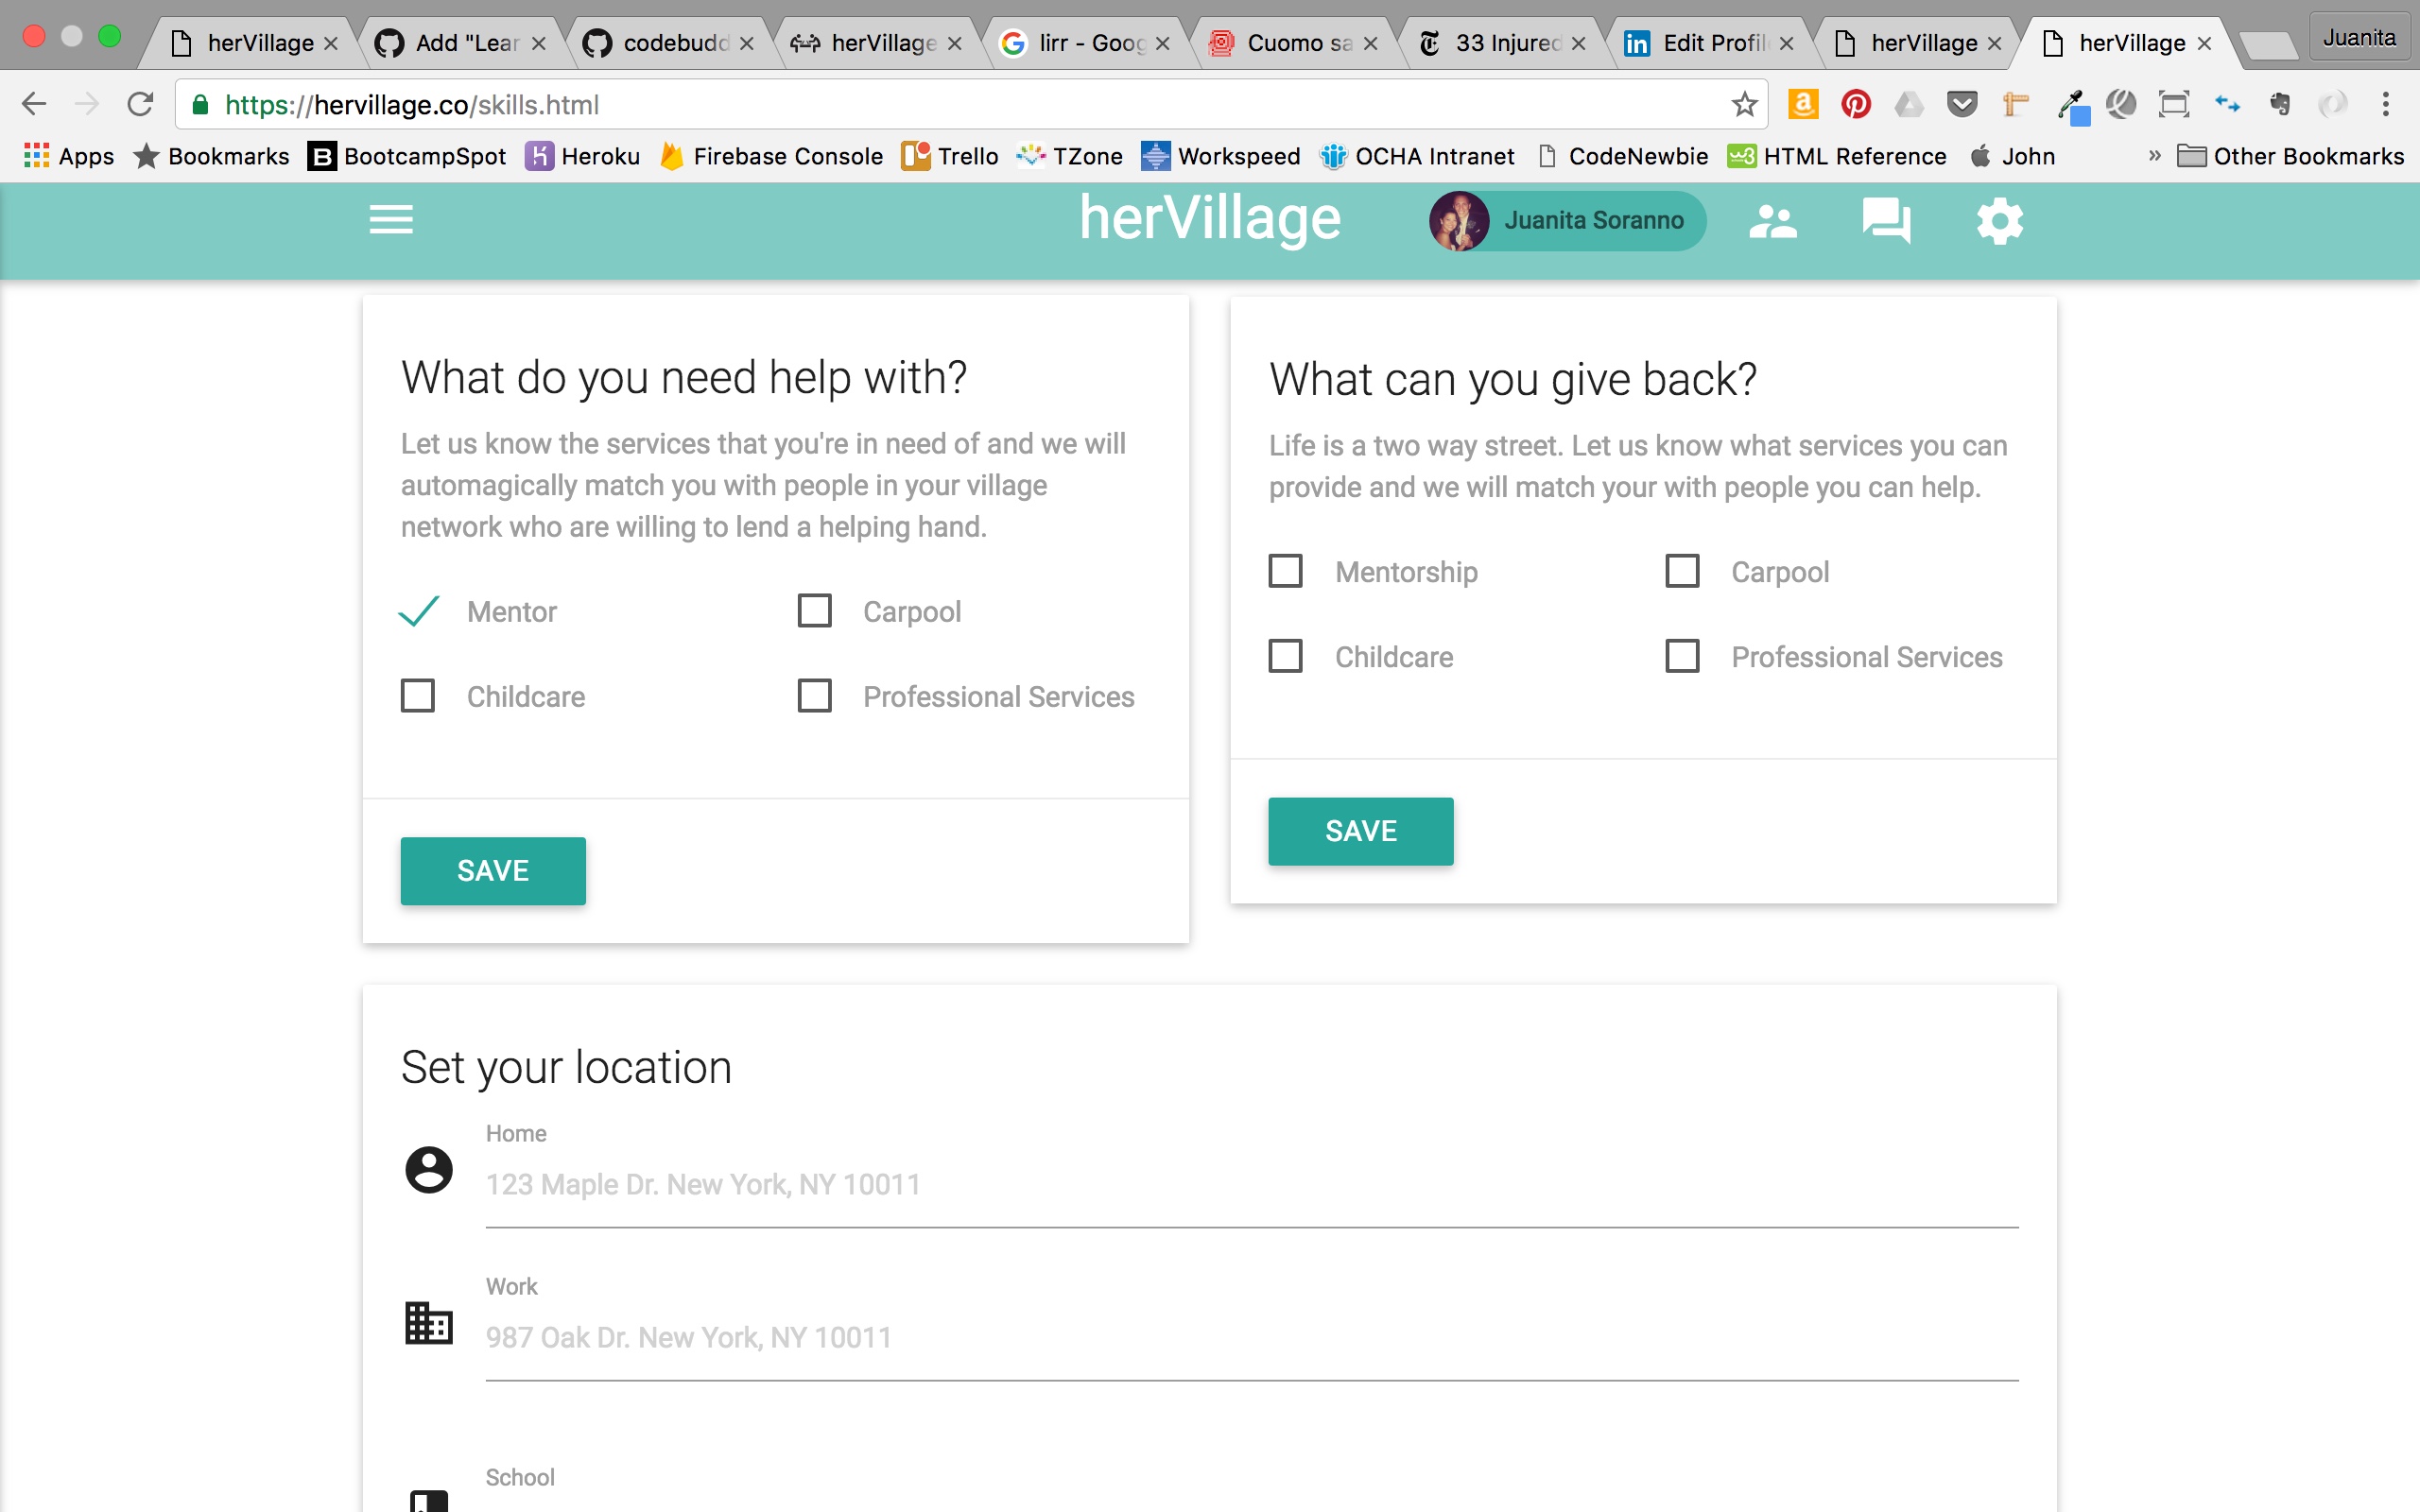 herVillage
Add "Lear
codebudd
herVillage
lirr - Goog
Cuomo sa
33 Injured
Edit Profil
herVillage
herVillage
Juanita
https://hervillage.co/skills.html
Apps
Bookmarks
BootcampSpot
Heroku
Firebase Console
Trello
TZone
Workspeed
OCHA Intranet
CodeNewbie
HTML Reference
John
»
Other Bookmarks
herVillage
Juanita Soranno
What do you need help with?
Let us know the services that you're in need of and we will
automagically match you with people in your village
network who are willing to lend a helping hand.
Mentor
Carpool
Childcare
Professional Services
SAVE
What can you give back?
Life is a two way street. Let us know what services you can
provide and we will match your with people you can help.
Mentorship
Carpool
Childcare
Professional Services
SAVE
Set your location
Home
123 Maple Dr. New York, NY 10011
Work
987 Oak Dr. New York, NY 10011
School